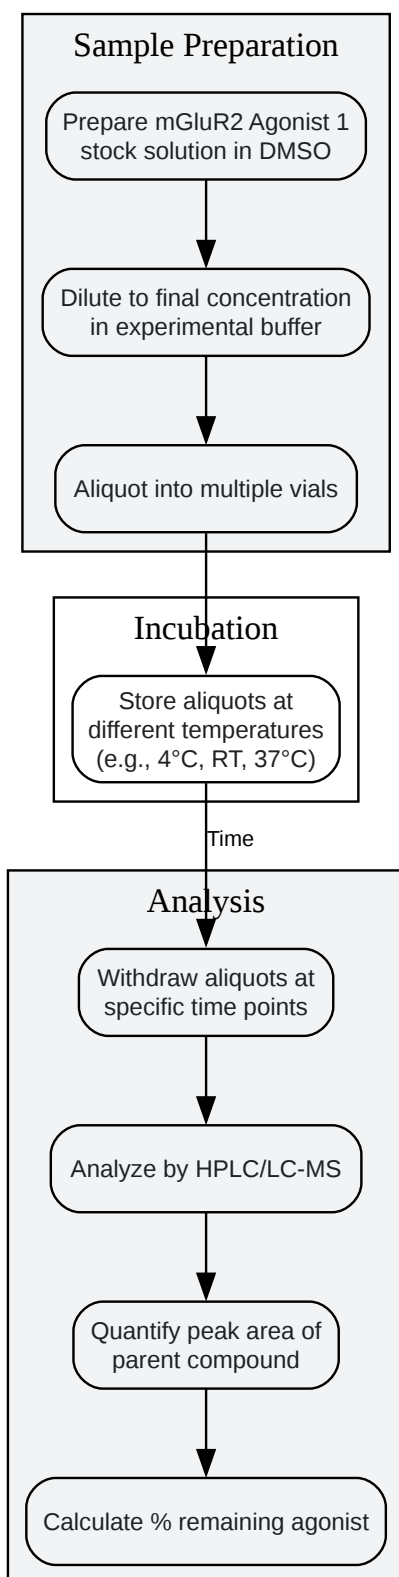 Sample Preparation
Prepare mGluR2 Agonist 1
stock solution in DMSO
Dilute to final concentration
in experimental buffer
Aliquot into multiple vials
Incubation
Store aliquots at
different temperatures
(e.g., 4°C, RT, 37°C)
Time
Analysis
Withdraw aliquots at
specific time points
Analyze by HPLC/LC-MS
Quantify peak area of
parent compound
Calculate % remaining agonist